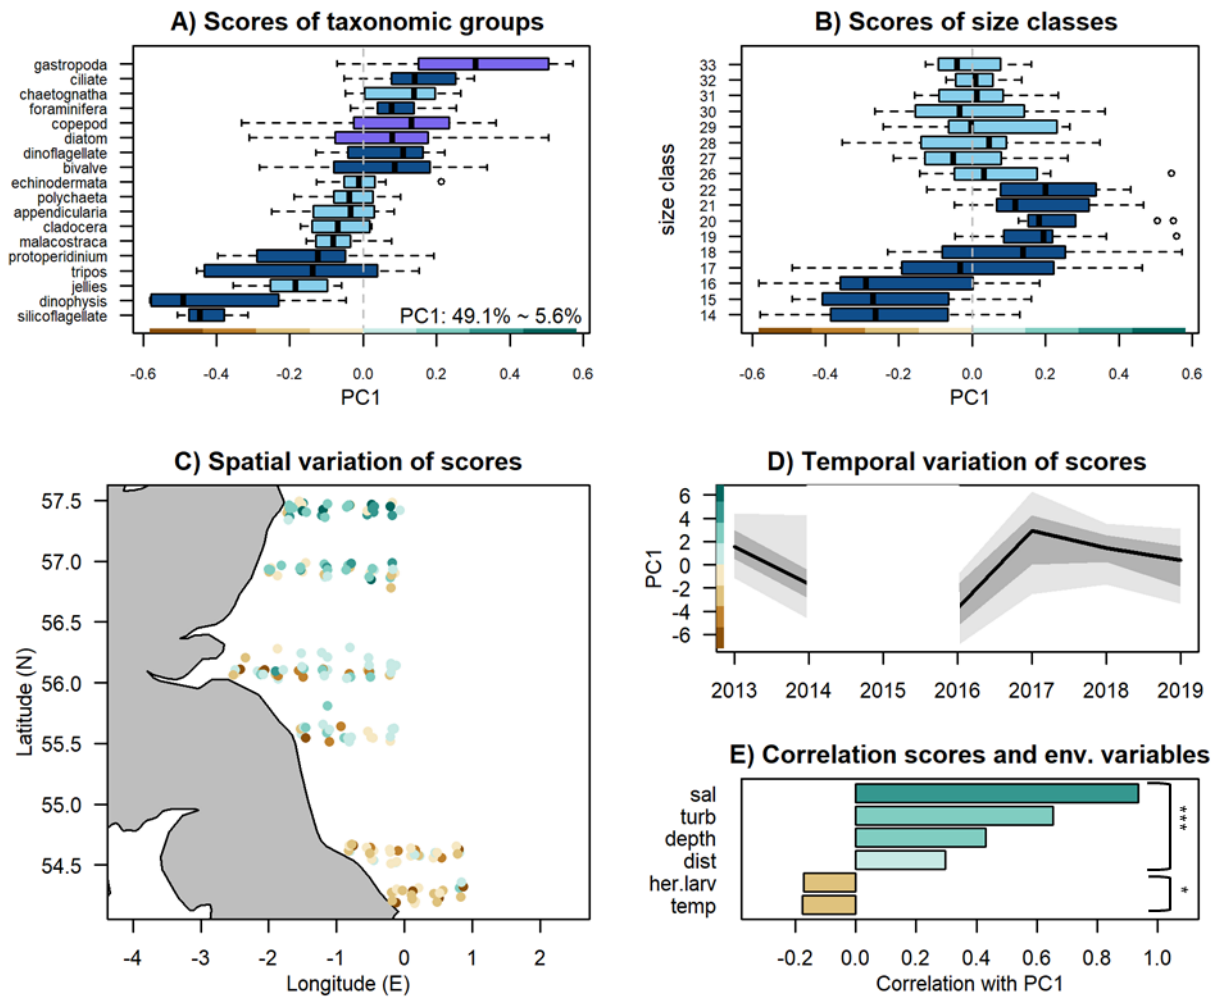 A) Scores of taxonomic groups
gastropoda
ciliate
chaetognatha
foraminifera
copepod
diatom
dinoflagellate
bivalve
echinodermata
polychaeta
appendicularia
cladocera
malacostraca
protoperidinium
tripos
jellies
dinophysis
silicoflagellate
PC1: 49.1% ~ 5.6%
-0.6 -0.4 -0.2 0.0 0.2 0.4 0.6
PC1
B) Scores of size classes
size class
33
32
31
30
29
28
27
26
22
21
20
19
18
17
16
15
14
-0.6 -0.4 -0.2 0.0 0.2 0.4 0.6
PC1
C) Spatial variation of scores
Latitude (N)
57.5
57.0
56.5
56.0
55.5
55.0
54.5
-4 -3 -2 -1 0 1 2
Longitude (E)
D) Temporal variation of scores
PC1
6
4
2
0
-2
-4
-6
2013 2014 2015 2016 2017 2018 2019
E) Correlation scores and env. variables
sal
turb
depth
dist
her.larv
temp
***
*
-0.2 0.0 0.2 0.4 0.6 0.8 1.0
Correlation with PC1